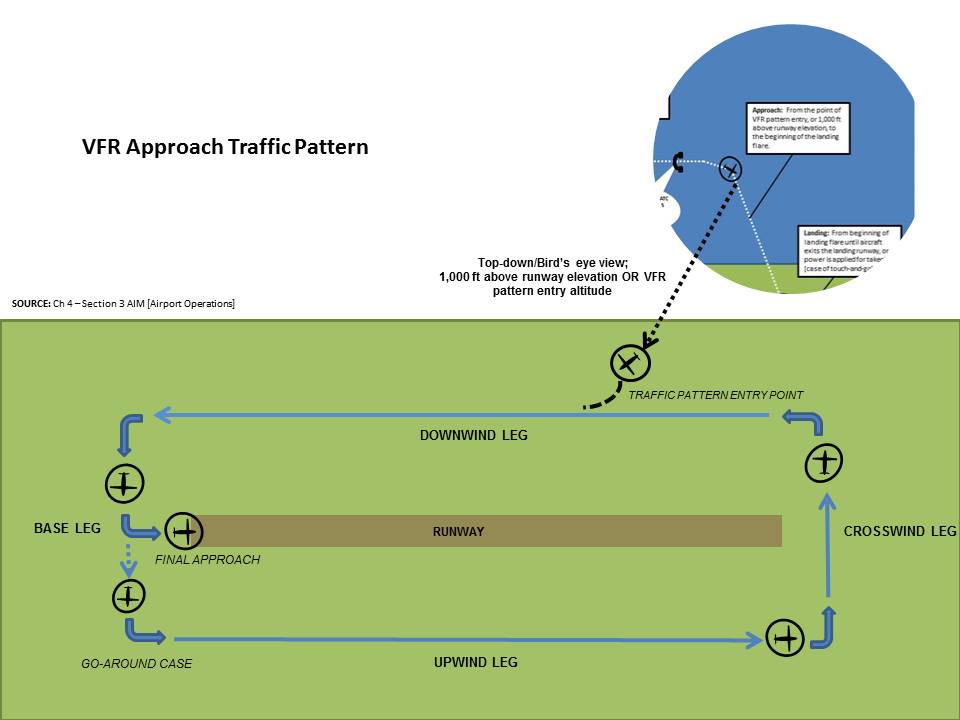 VFR Approach Traffic Pattern
Approach: From the point of
VFR pattern entry, or 1,000 ft
above runway elevation, to
the beginning of the landing
flare.
ATC
S
Landing: From beginning of
landing flare until aircraft
exits the landing runway, or
power is applied for
[case of touch-and-
Top-down/Bird's eye view;
1,000 ft above runway elevation OR VFR
pattern entry altitude
SOURCE: Ch 4 – Section 3 AIM [Airport Operations]
TRAFFIC PATTERN ENTRY POINT
DOWNWIND LEG
BASE LEG
RUNWAY
CROSSWIND LEG
FINAL APPROACH
GO-AROUND CASE
UPWIND LEG